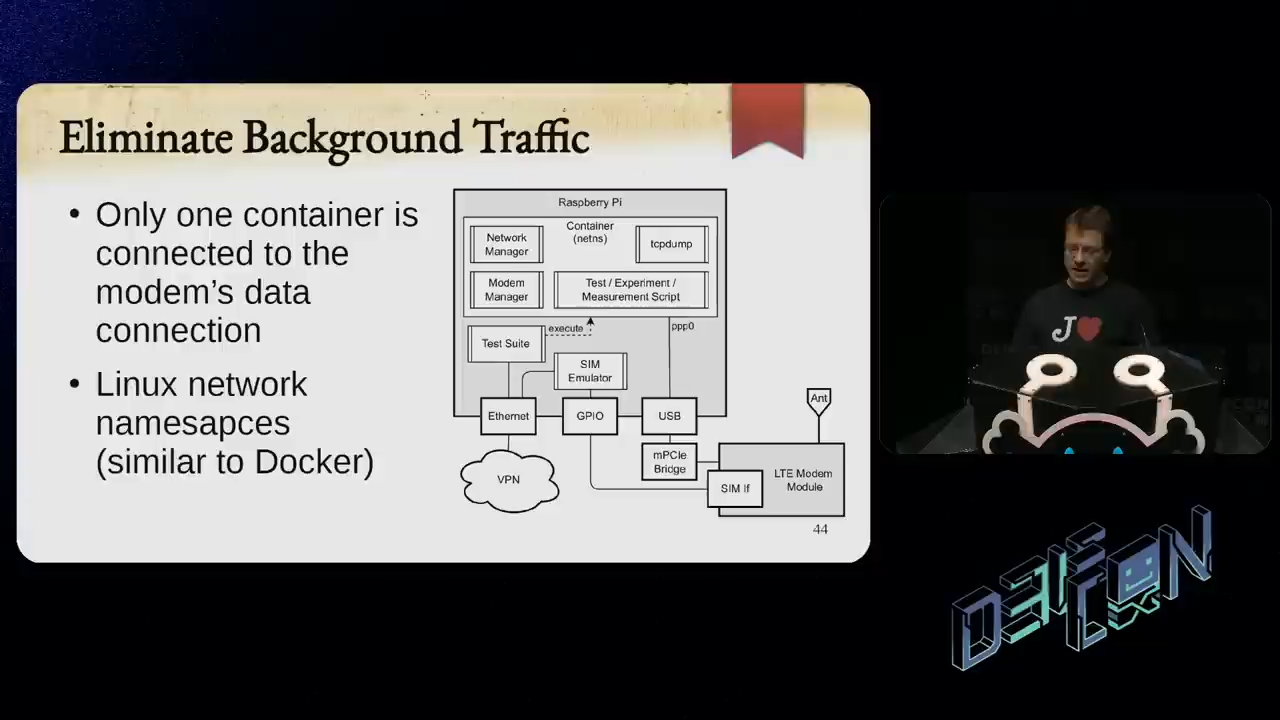 Eliminate Background Traffic
• Only one container is
connected to the
modem’s data
connection
• Linux network
namesapces
(similar to Docker)
Raspberry Pi
Container
(netns)
Network
Manager
tcpdump
Modem
Manager
Test / Experiment /
Measurement Script
execute
ppp0
Test Suite
SIM
Emulator
Ethernet
GPIO
USB
Ant
mPCIe
Bridge
VPN
SIM If
LTE Modem
Module
44
J
DEF
CON